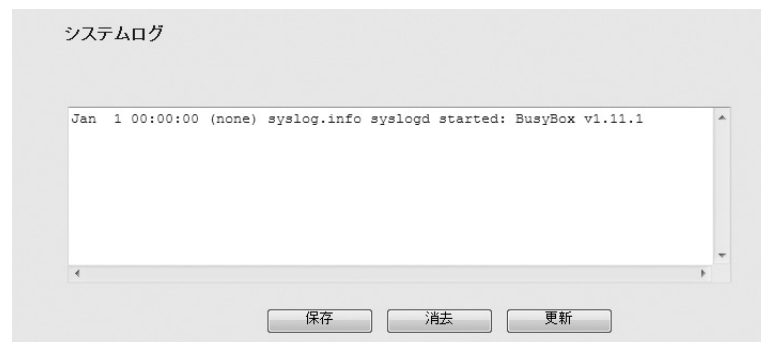 システムログ
Jan  1 00:00:00 (none) syslog.info syslogd started: BusyBox v1.11.1
保存 消去 更新